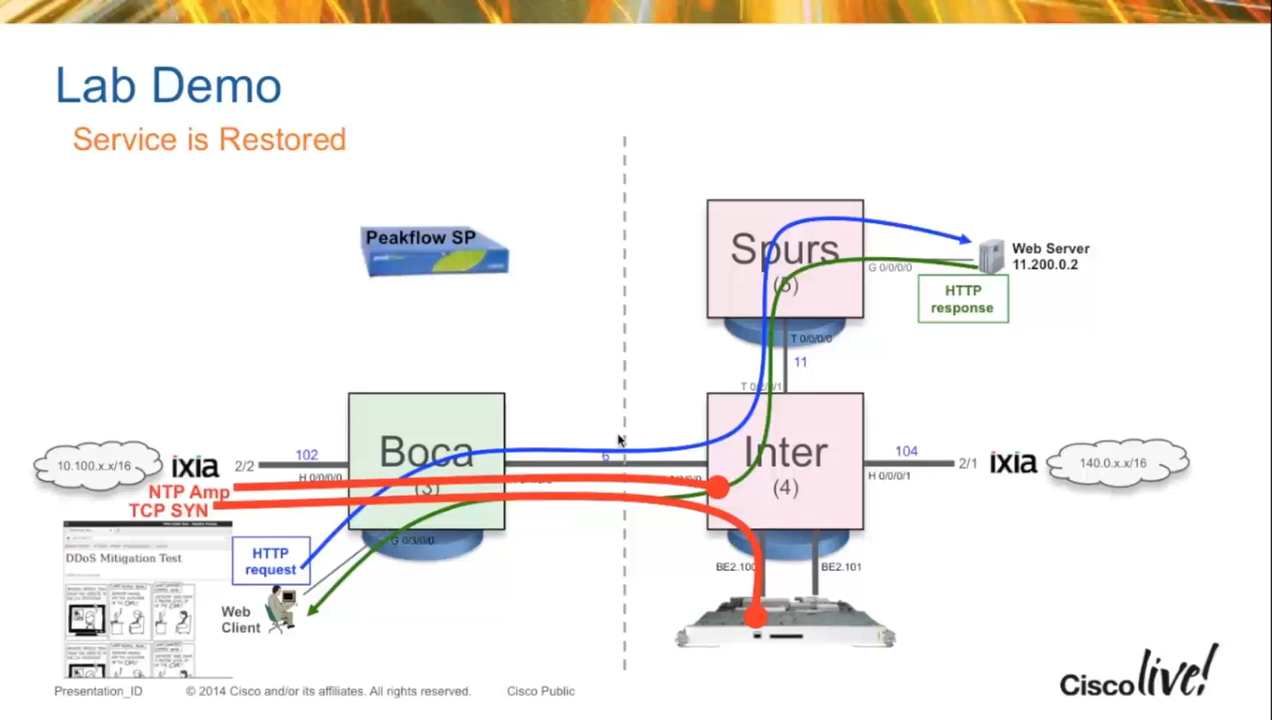 Lab Demo
Service is Restored
Peakflow SP
Spurs
(5)
G 0/0/0/0
Web Server
11.200.0.2
HTTP
response
T 0/0/0/0
11
Boca
(3)
Inter
(4)
10.100.x.x/16
ixia
2/2
102
H 0/0/0/0
6
104
H 0/0/0/1
2/1
ixia
140.0.x.x/16
NTP Amp
TCP SYN
G 0/3/0/0
HTTP
request
DDoS Mitigation Test
Web
Client
BE2.100
BE2.101
Presentation_ID
© 2014 Cisco and/or its affiliates. All rights reserved.
Cisco Public
Cisco live!